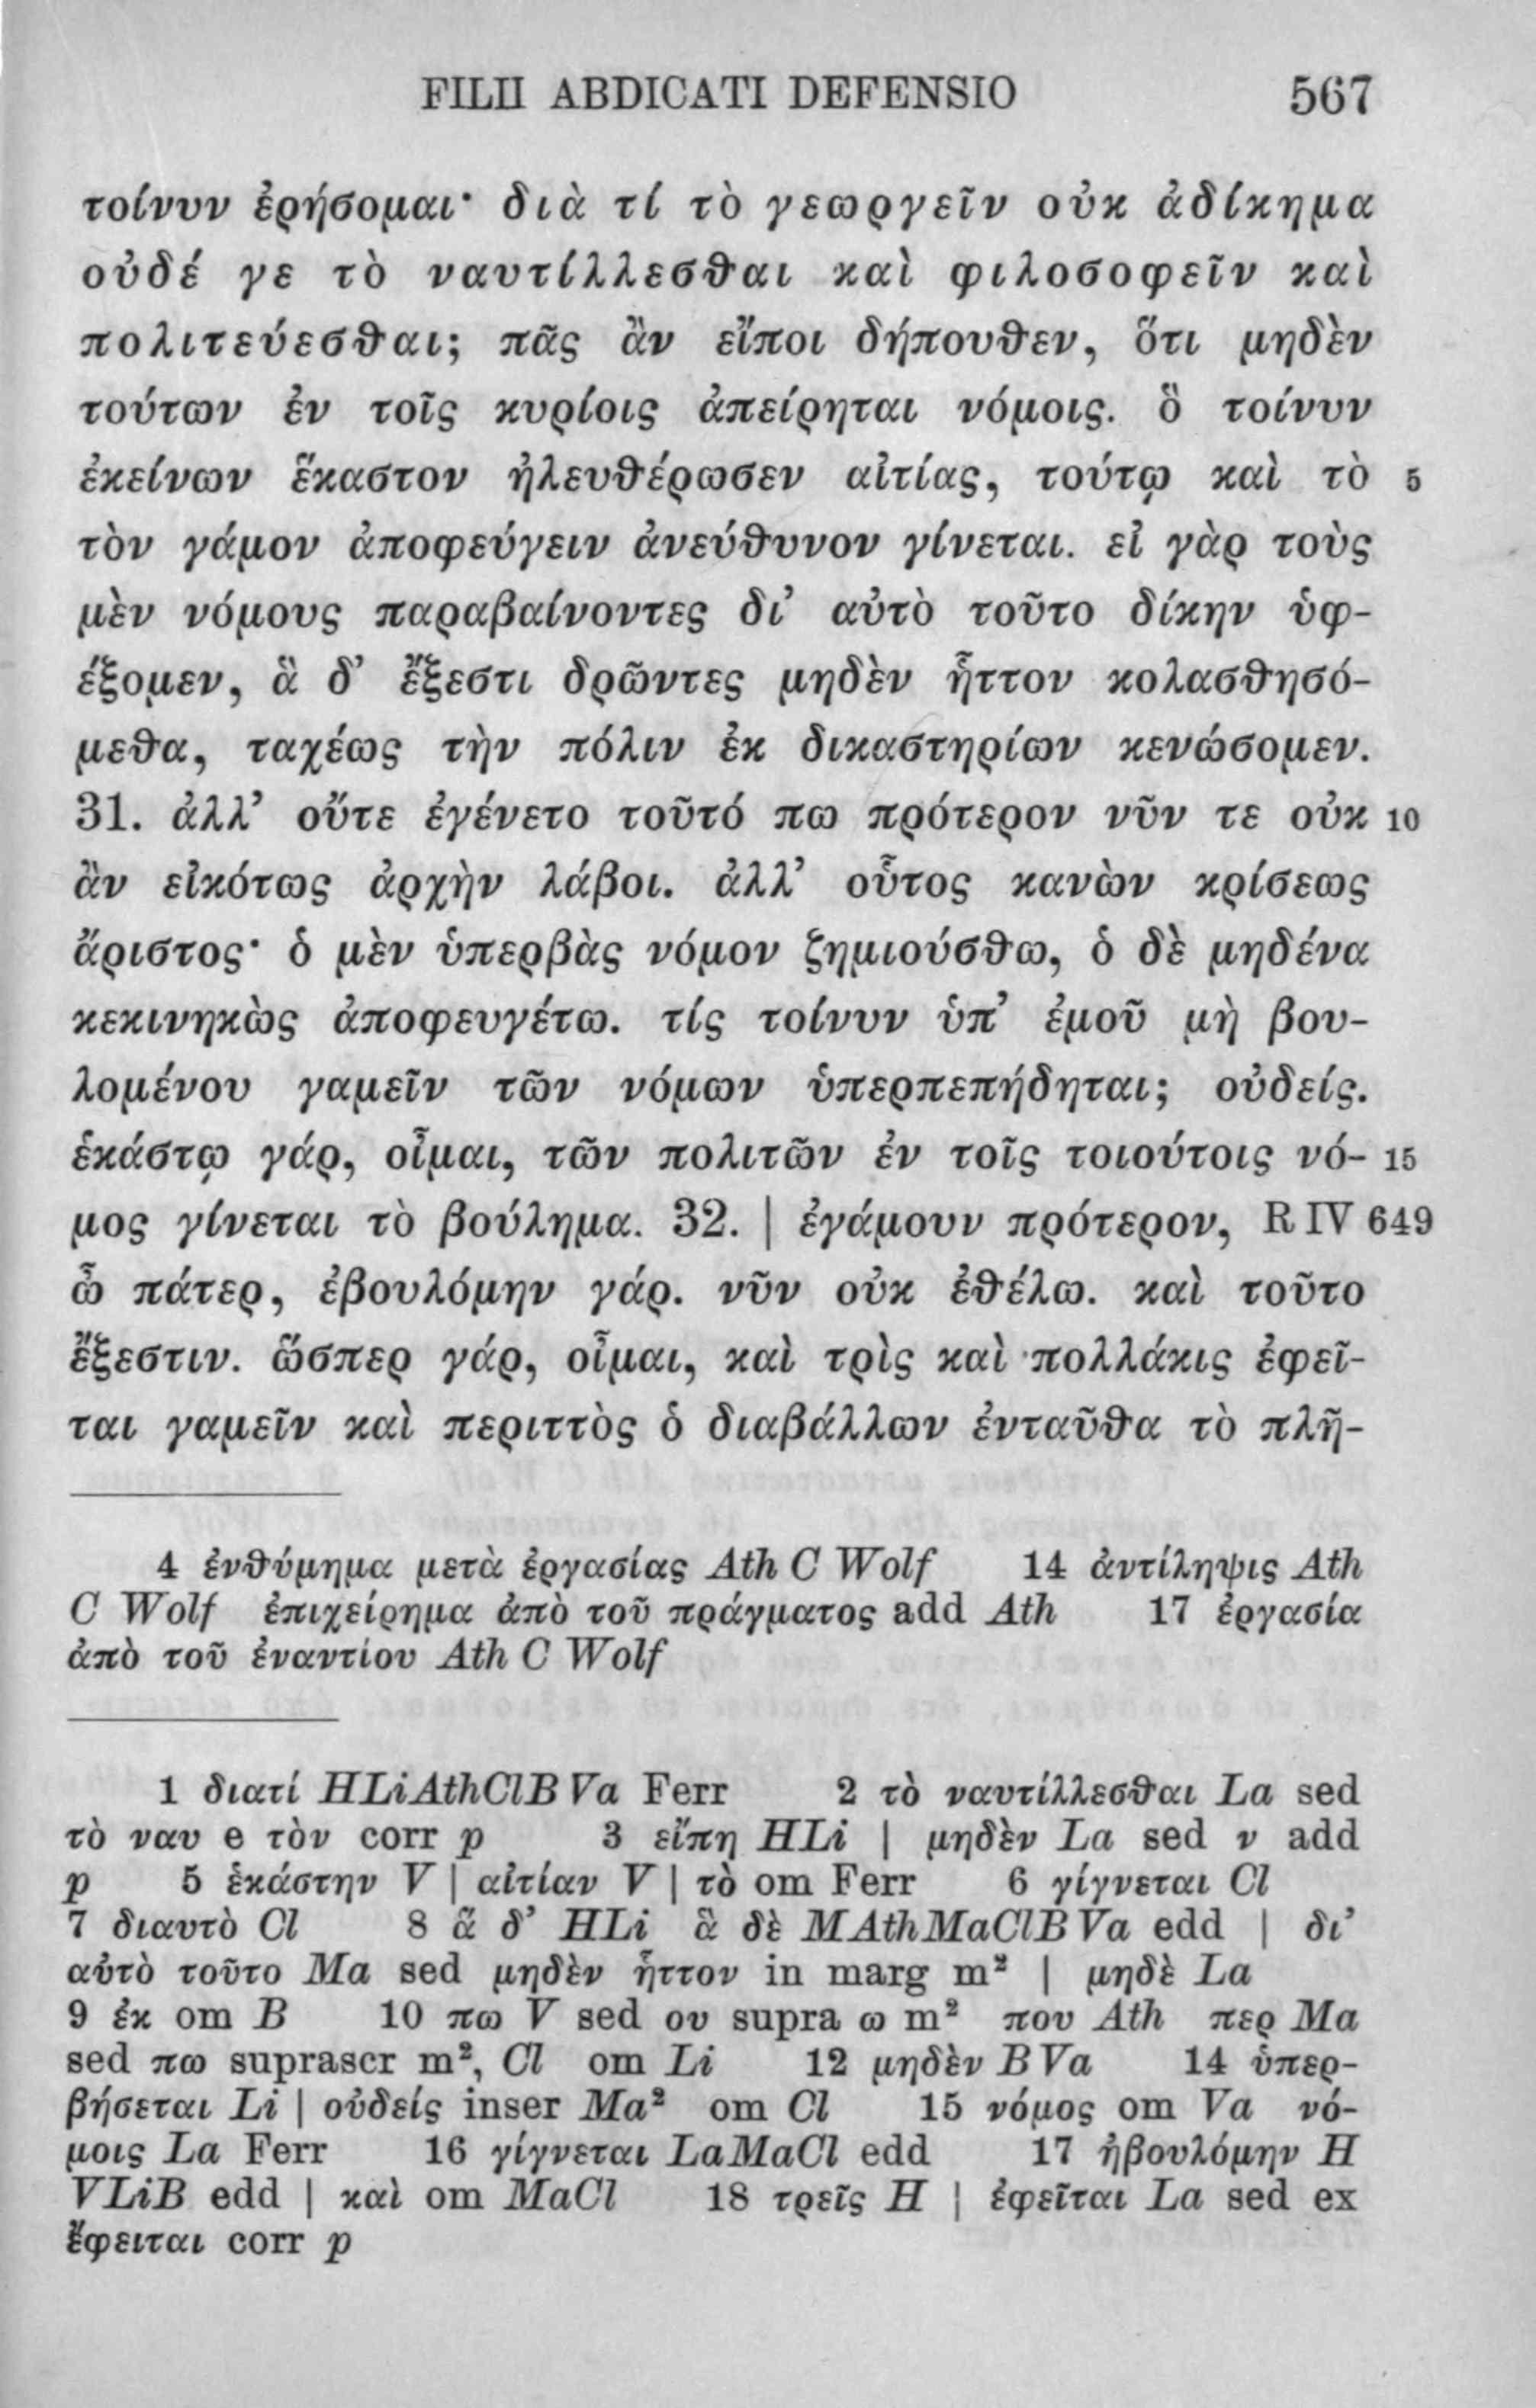 FILII ABDICATI DEFENSIO 567
τοίνυν ἐρήσομαι· διὰ τί τὸ γεωργεῖν οὐκ ἀδίκημα
οὐδέ γε τὸ ναυτίλλεσθαι καὶ φιλοσοφεῖν καὶ
πολιτεύεσθαι; πᾶς ἂν εἴποι δήπουθεν, ὅτι μηδὲν
τούτων ἐν τοῖς κυρίοις ἀπείρηται νόμοις. ὃ τοίνυν
ἐκείνων ἕκαστον ἠλευθέρωσεν αἰτίας, τούτῳ καὶ τὸ 5
τὸν γάμον ἀποφεύγειν ἀνεύθυνον γίνεται. εἰ γὰρ τοὺς
μὲν νόμους παραβαίνοντες δι’ αὐτὸ τοῦτο δίκην ὑφ-
έξομεν, ἃ δ’ ἔξεστι δρῶντες μηδὲν ἧττον κολασθησό-
μεθα, ταχέως τὴν πόλιν ἐκ δικαστηρίων κενώσομεν.
31. ἀλλ’ οὔτε ἐγένετο τοῦτό πω πρότερον νῦν τε οὐκ 10
ἂν εἰκότως ἀρχὴν λάβοι. ἀλλ’ οὗτος κανὼν κρίσεως
ἄριστος· ὁ μὲν ὑπερβὰς νόμον ζημιούσθω, ὁ δὲ μηδένα
κεκινηκὼς ἀποφευγέτω. τίς τοίνυν ὑπ’ ἐμοῦ μὴ βου-
λομένου γαμεῖν τῶν νόμων ὑπερπεπήδηται; οὐδείς.
ἑκάστῳ γάρ, οἶμαι, τῶν πολιτῶν ἐν τοῖς τοιούτοις νό- 15
μος γίνεται τὸ βούλημα. 32. | ἐγάμουν πρότερον, R IV 649
ὦ πάτερ, ἐβουλόμην γάρ. νῦν οὐκ ἐθέλω. καὶ τοῦτο
ἔξεστιν. ὥσπερ γάρ, οἶμαι, καὶ τρὶς καὶ πολλάκις ἐφεῖ-
ται γαμεῖν καὶ περιττὸς ὁ διαβάλλων ἐνταῦθα τὸ πλῆ-
4 ἐνθύμημα μετὰ ἐργασίας Ath C Wolf 14 ἀντίληψις Ath
C Wolf ἐπιχείρημα ἀπὸ τοῦ πράγματος add Ath 17 ἐργασία
ἀπὸ τοῦ ἐναντίου Ath C Wolf
1 διατί HLiAthClBVa Ferr 2 τὸ ναυτίλλεσθαι La sed
τὸ ναυ e τὸν corr p 3 εἴπῃ HLi | μηδὲν La sed ν add
p 5 ἑκάστην V | αἰτίαν V | τὸ om Ferr 6 γίγνεται Cl
7 διαυτὸ Cl 8 ἅ δ’ HLi ἃ δὲ MAthMaClBVa edd | δι’
αὐτὸ τοῦτο Ma sed μηδὲν ἧττον in marg m² | μηδὲ La
9 ἐκ om B 10 πω V sed ου supra ω m² που Ath περ Ma
sed πω suprascr m², Cl om Li 12 μηδὲν BVa 14 ὑπερ-
βήσεται Li | οὐδείς inser Ma² om Cl 15 νόμος om Va νό-
μοις La Ferr 16 γίγνεται LaMaCl edd 17 ἠβουλόμην H
VLiB edd | καὶ om MaCl 18 τρεῖς H | ἐφεῖται La sed ex
ἔφειται corr p